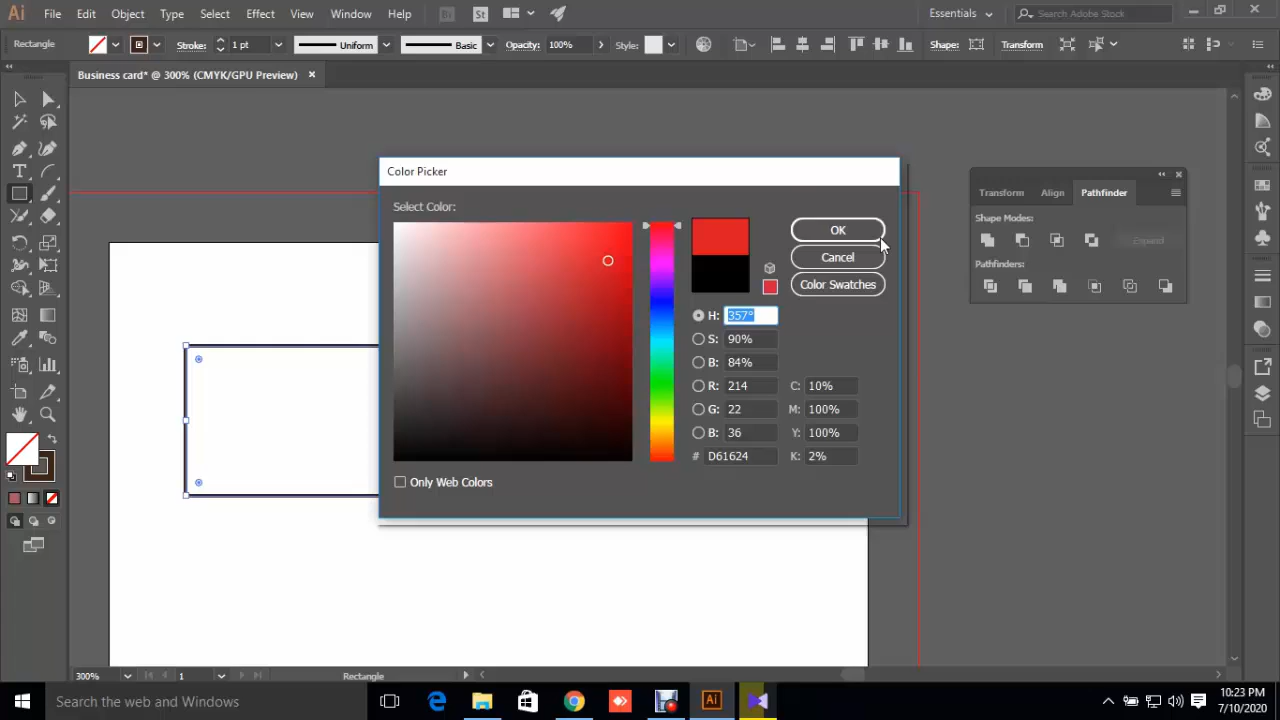 Ai File Edit Object Type Select Effect View Window Help Br St Essentials Search Adobe Stock
Rectangle Stroke: 1 pt Uniform Basic Opacity: 100% Style: Shape: Transform
Business card* @ 300% (CMYK/GPU Preview)
Color Picker
Select Color:
OK
Cancel
Color Swatches
H: 357°
S: 90%
B: 84%
R: 214 C: 10%
G: 22 M: 100%
B: 36 Y: 100%
# D61624 K: 2%
Only Web Colors
Transform Align Pathfinder
Shape Modes:
Expand
Pathfinders:
300% 1 Rectangle
Search the web and Windows
Ai
10:23 PM
7/10/2020